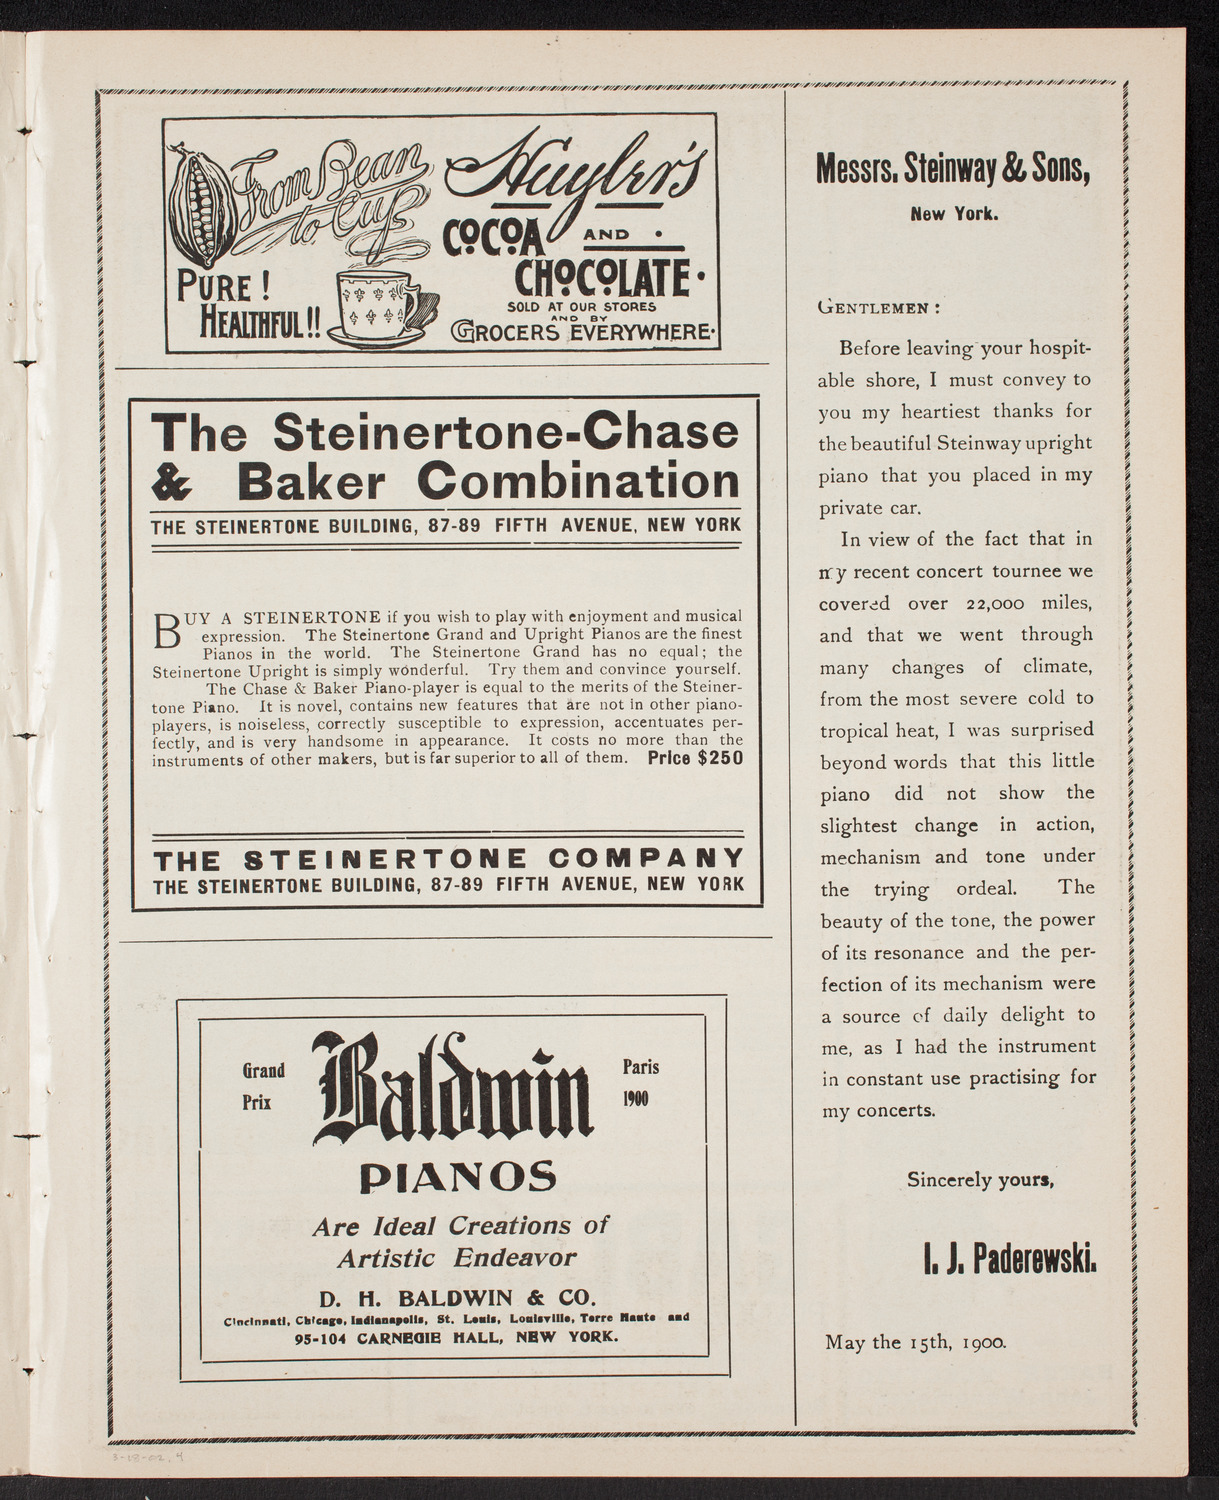 From Bean
to Cup
PURE!
HEALTHFUL!!
Huyler's
COCOA AND
CHOCOLATE
SOLD AT OUR STORES
AND BY
GROCERS EVERYWHERE
The Steinertone-Chase
& Baker Combination
THE STEINERTONE BUILDING, 87-89 FIFTH AVENUE, NEW YORK
BUY A STEINERTONE if you wish to play with enjoyment and musical
expression. The Steinertone Grand and Upright Pianos are the finest
Pianos in the world. The Steinertone Grand has no equal; the
Steinertone Upright is simply wonderful. Try them and convince yourself.
The Chase & Baker Piano-player is equal to the merits of the Steiner-
tone Piano. It is novel, contains new features that are not in other piano-
players, is noiseless, correctly susceptible to expression, accentuates per-
fectly, and is very handsome in appearance. It costs no more than the
instruments of other makers, but is far superior to all of them. Price $250
THE STEINERTONE COMPANY
THE STEINERTONE BUILDING, 87-89 FIFTH AVENUE, NEW YORK
Grand Prix
Baldwin
Paris 1900
PIANOS
Are Ideal Creations of
Artistic Endeavor
D. H. BALDWIN & CO.
Cincinnati, Chicago, Indianapolis, St. Louis, Louisville, Terre Haute and
95-104 CARNEGIE HALL, NEW YORK.
Messrs. Steinway & Sons,
New York.
GENTLEMEN:
Before leaving your hospit-
able shore, I must convey to
you my heartiest thanks for
the beautiful Steinway upright
piano that you placed in my
private car.
In view of the fact that in
my recent concert tournee we
covered over 22,000 miles,
and that we went through
many changes of climate,
from the most severe cold to
tropical heat, I was surprised
beyond words that this little
piano did not show the
slightest change in action,
mechanism and tone under
the trying ordeal. The
beauty of the tone, the power
of its resonance and the per-
fection of its mechanism were
a source of daily delight to
me, as I had the instrument
in constant use practising for
my concerts.
Sincerely yours,
I. J. Paderewski.
May the 15th, 1900.
3-18-02, 4